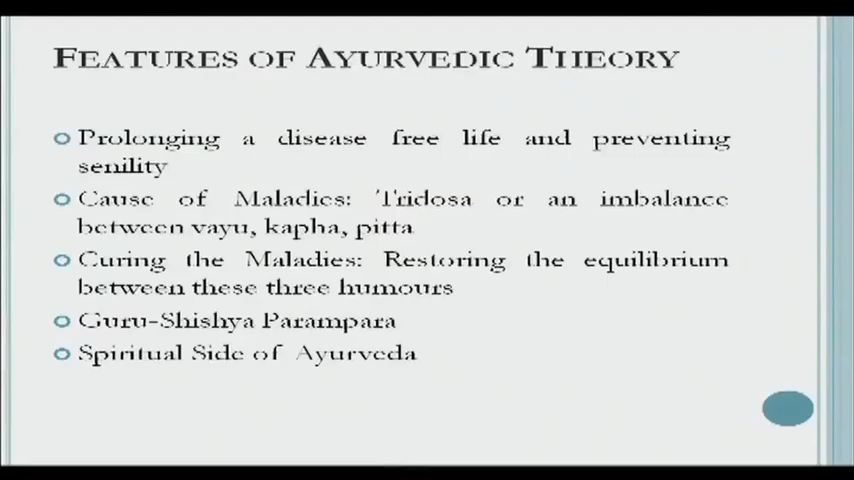 FEATURES OF AYURVEDIC THEORY
Prolonging a disease free life and preventing
senility
Cause of Maladies: Tridosa or an imbalance
between vayu, kapha, pitta
Curing the Maladies: Restoring the equilibrium
between these three humours
Guru-Shishya Parampara
Spiritual Side of Ayurveda